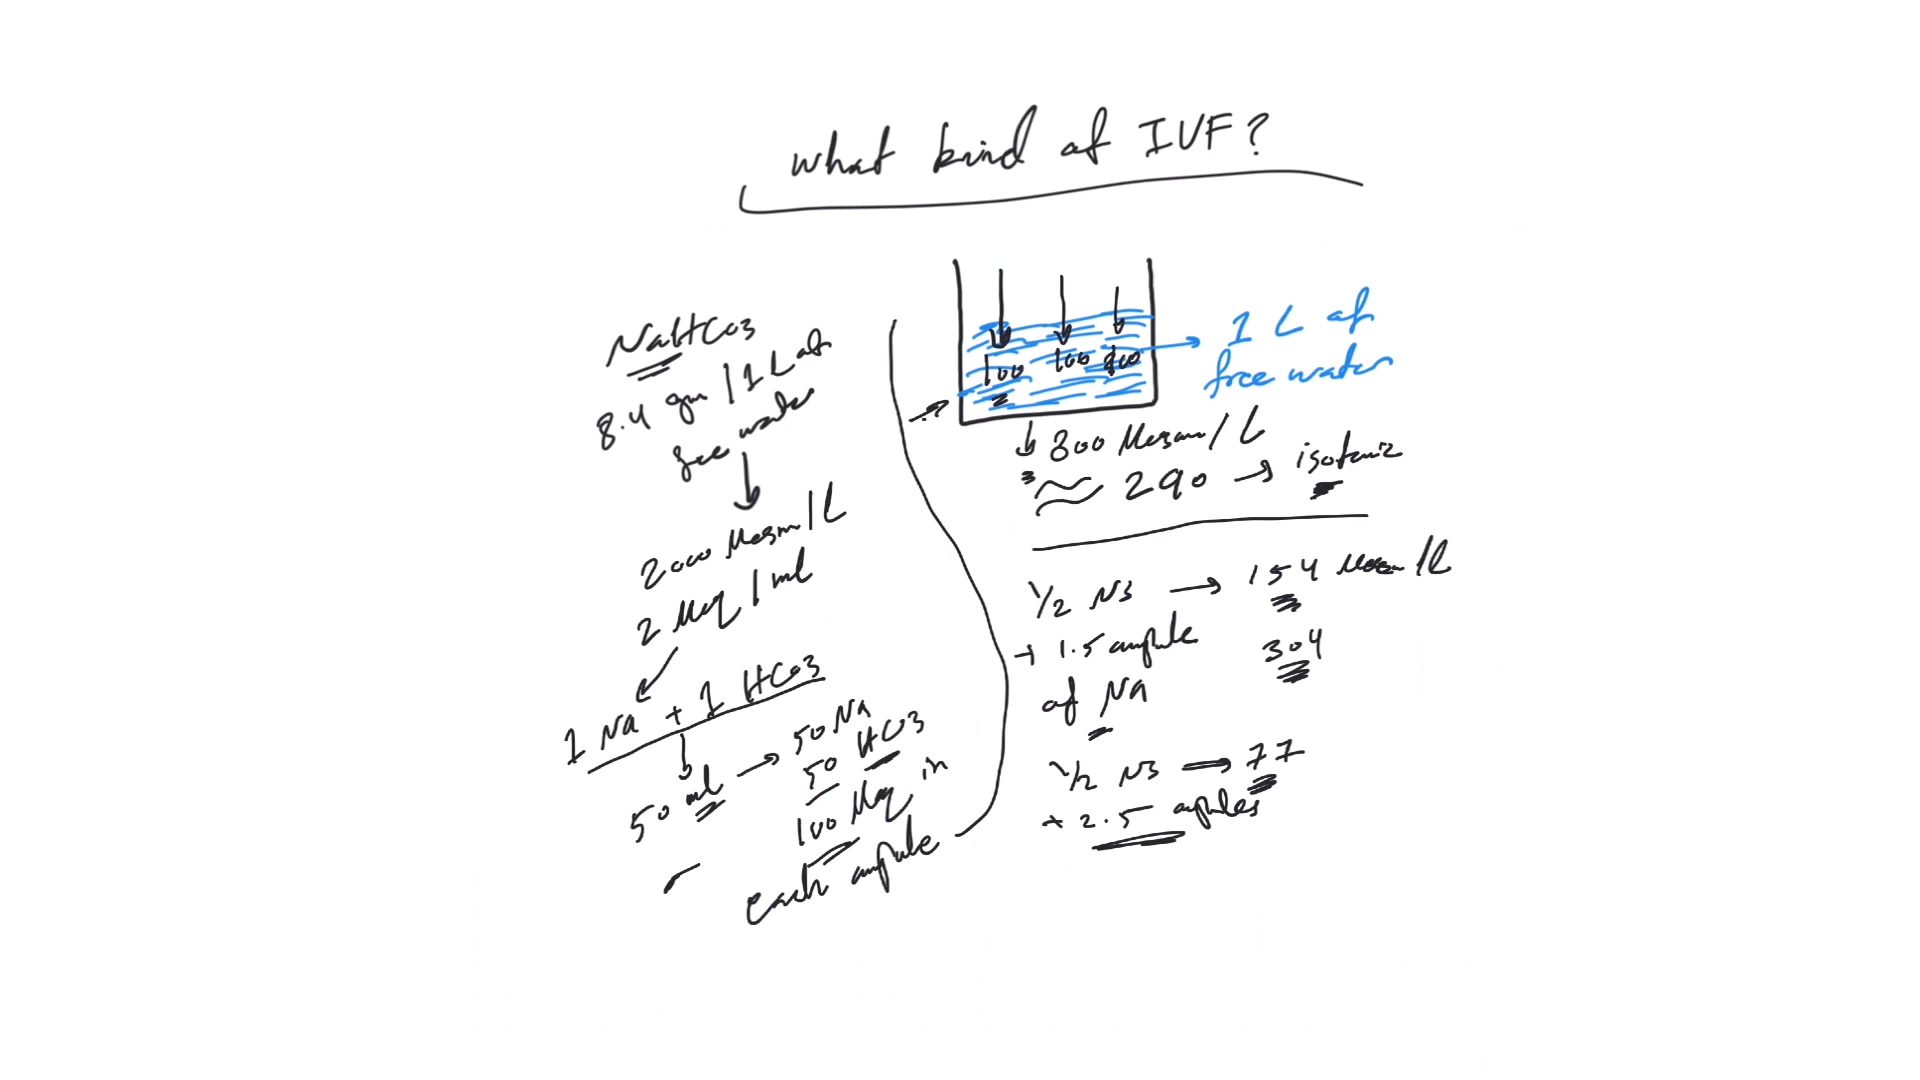 what kind of IVF?
NaHCO3
8.4 gm / 1 L of
free water
2000 Mosm/L
2 Meq / ml
1 Na + 1 HCO3
50 ml → 50 Na
50 HCO3
100 Meq in
each ampule
100 100 100
1 L of
free water
300 Mosm/L
≈ 290 → isotonic
1/2 NS → 154 Mosm/L
+ 1.5 ampule 304
of Na
1/2 NS → 77
+ 2.5 ampules